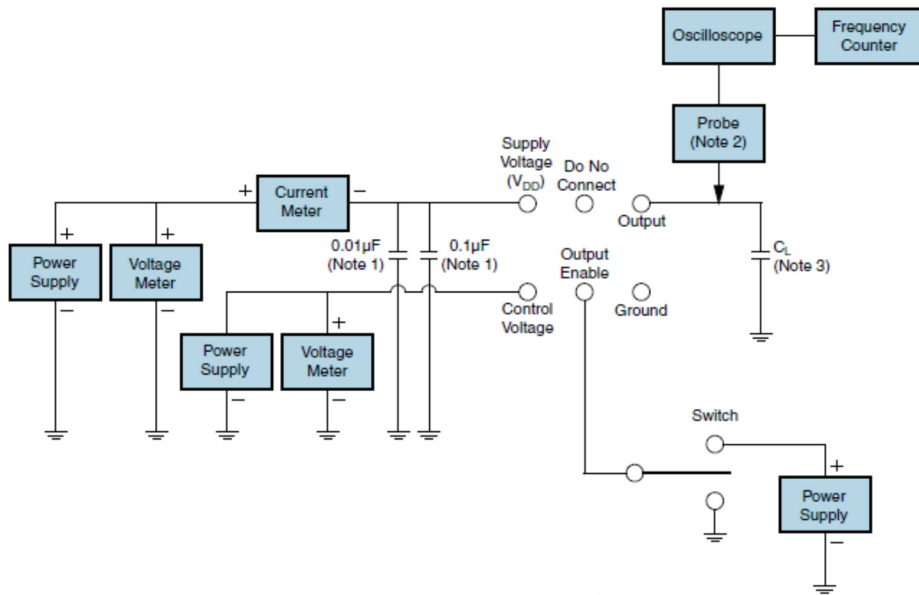 Oscilloscope
Frequency
Counter
Probe
(Note 2)
Supply
Voltage
(VDD)
Do No
Connect
Output
+
Current
Meter
−
0.01µF
(Note 1)
0.1µF
(Note 1)
CL
(Note 3)
+
Power
Supply
−
+
Voltage
Meter
−
Output
Enable
Control
Voltage
Ground
Power
Supply
−
+
Voltage
Meter
−
Switch
+
Power
Supply
−